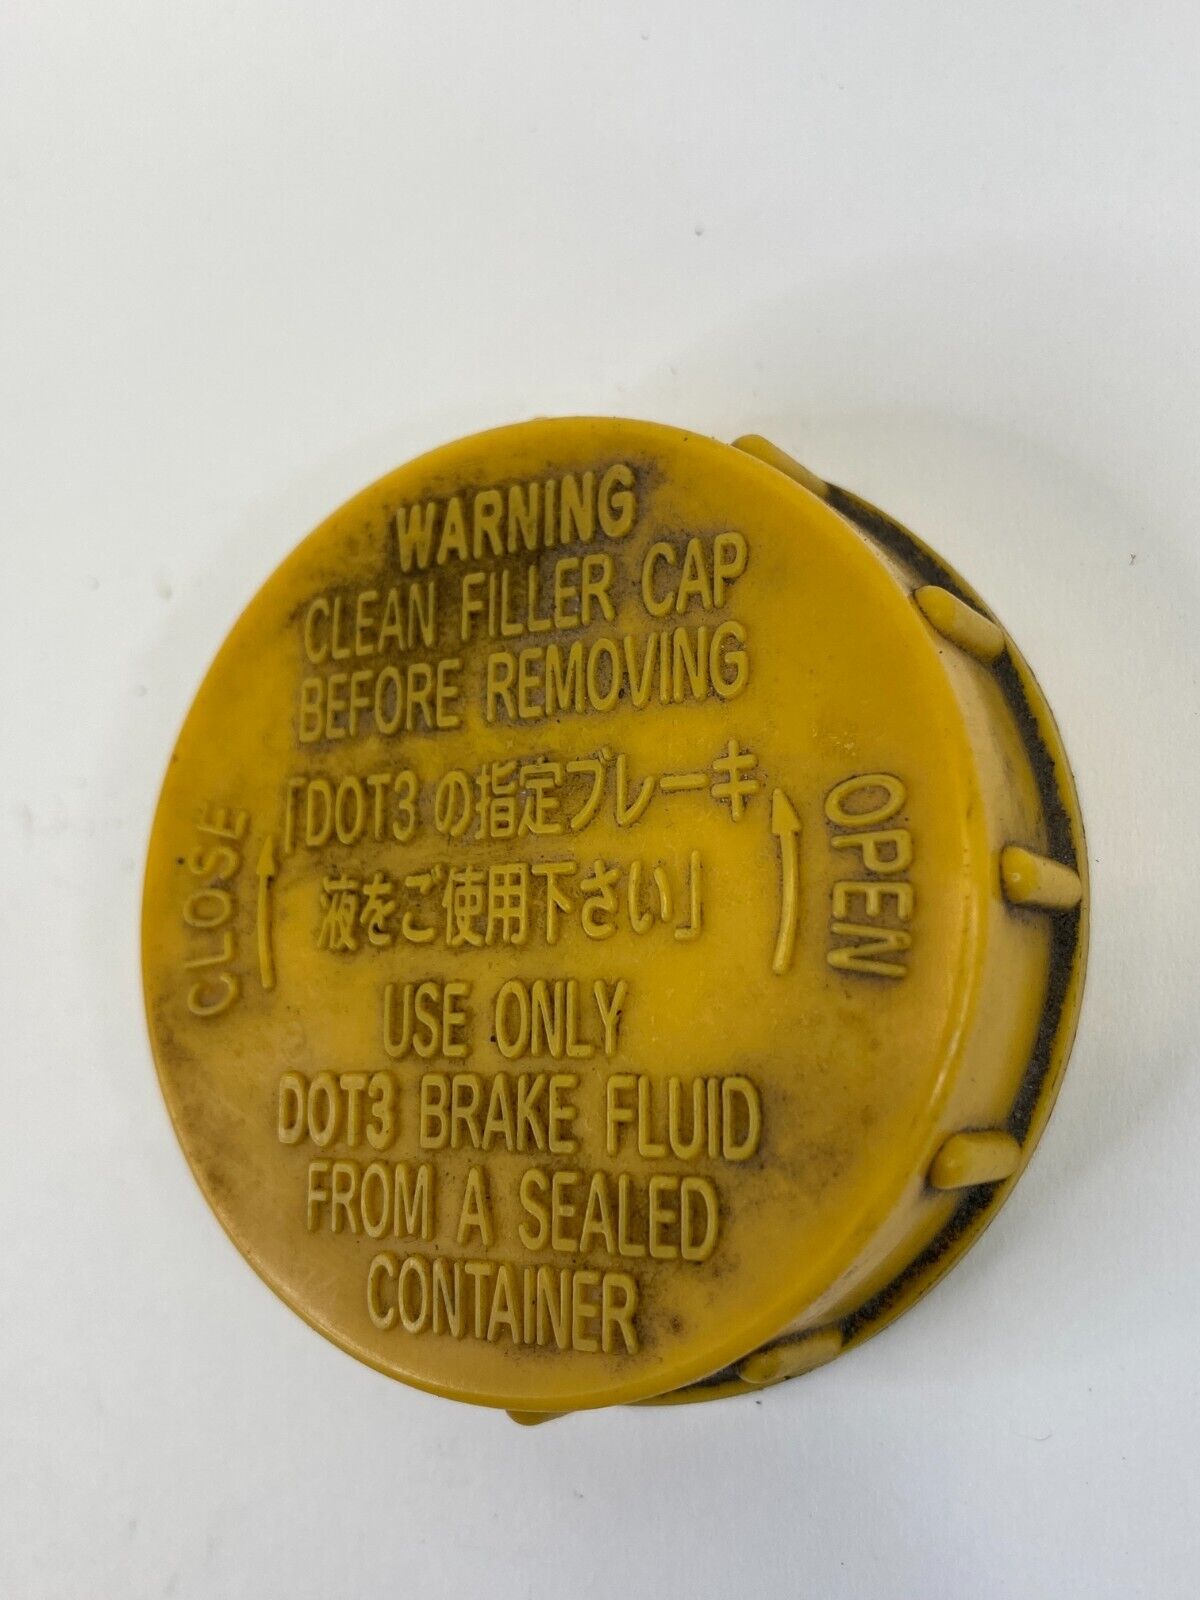 WARNING
CLEAN FILLER CAP
BEFORE REMOVING
「DOT3 の指定ブレーキ
液をご使用下さい」
CLOSE
OPEN
USE ONLY
DOT3 BRAKE FLUID
FROM A SEALED
CONTAINER